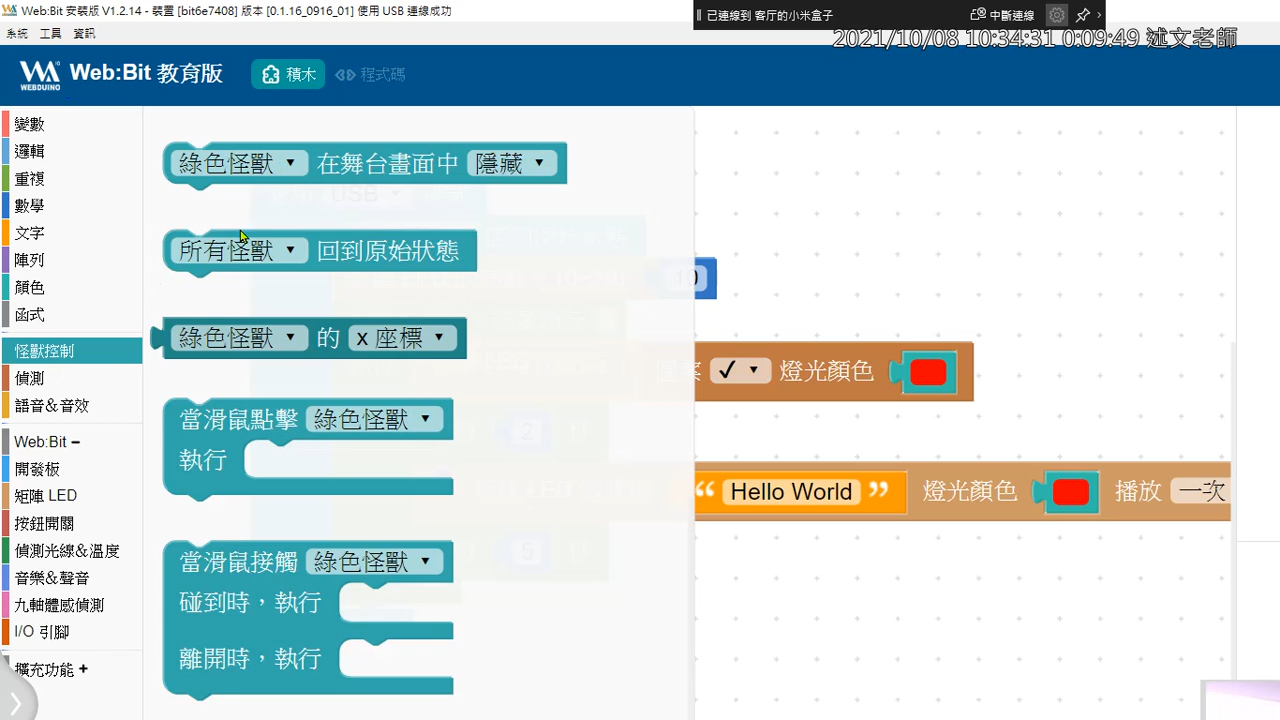 Web:Bit 安裝版 V1.2.14 - 裝置 [bit6e7408] 版本 [0.1.16_0916_01] 使用 USB 連線成功
已連線到 客厅的小米盒子
中斷連線
系統 工具 資訊
2021/10/08 10:34:31 0:09:49 述文老師
WEBDUINO
Web:Bit 教育版
積木
程式碼
變數
邏輯
重複
數學
文字
陣列
顏色
函式
怪獸控制
偵測
語音&音效
Web:Bit
開發板
矩陣 LED
按鈕開關
偵測光線&溫度
音樂&聲音
九軸體感偵測
I/O 引腳
擴充功能 +
綠色怪獸 在舞台畫面中 隱藏
USB
所有怪獸 回到原始狀態
10
綠色怪獸 的 x 座標
✓ 燈光顏色
當滑鼠點擊 綠色怪獸
執行
2
“ Hello World ” 燈光顏色 播放 一次
當滑鼠接觸 綠色怪獸
碰到時，執行
離開時，執行
5